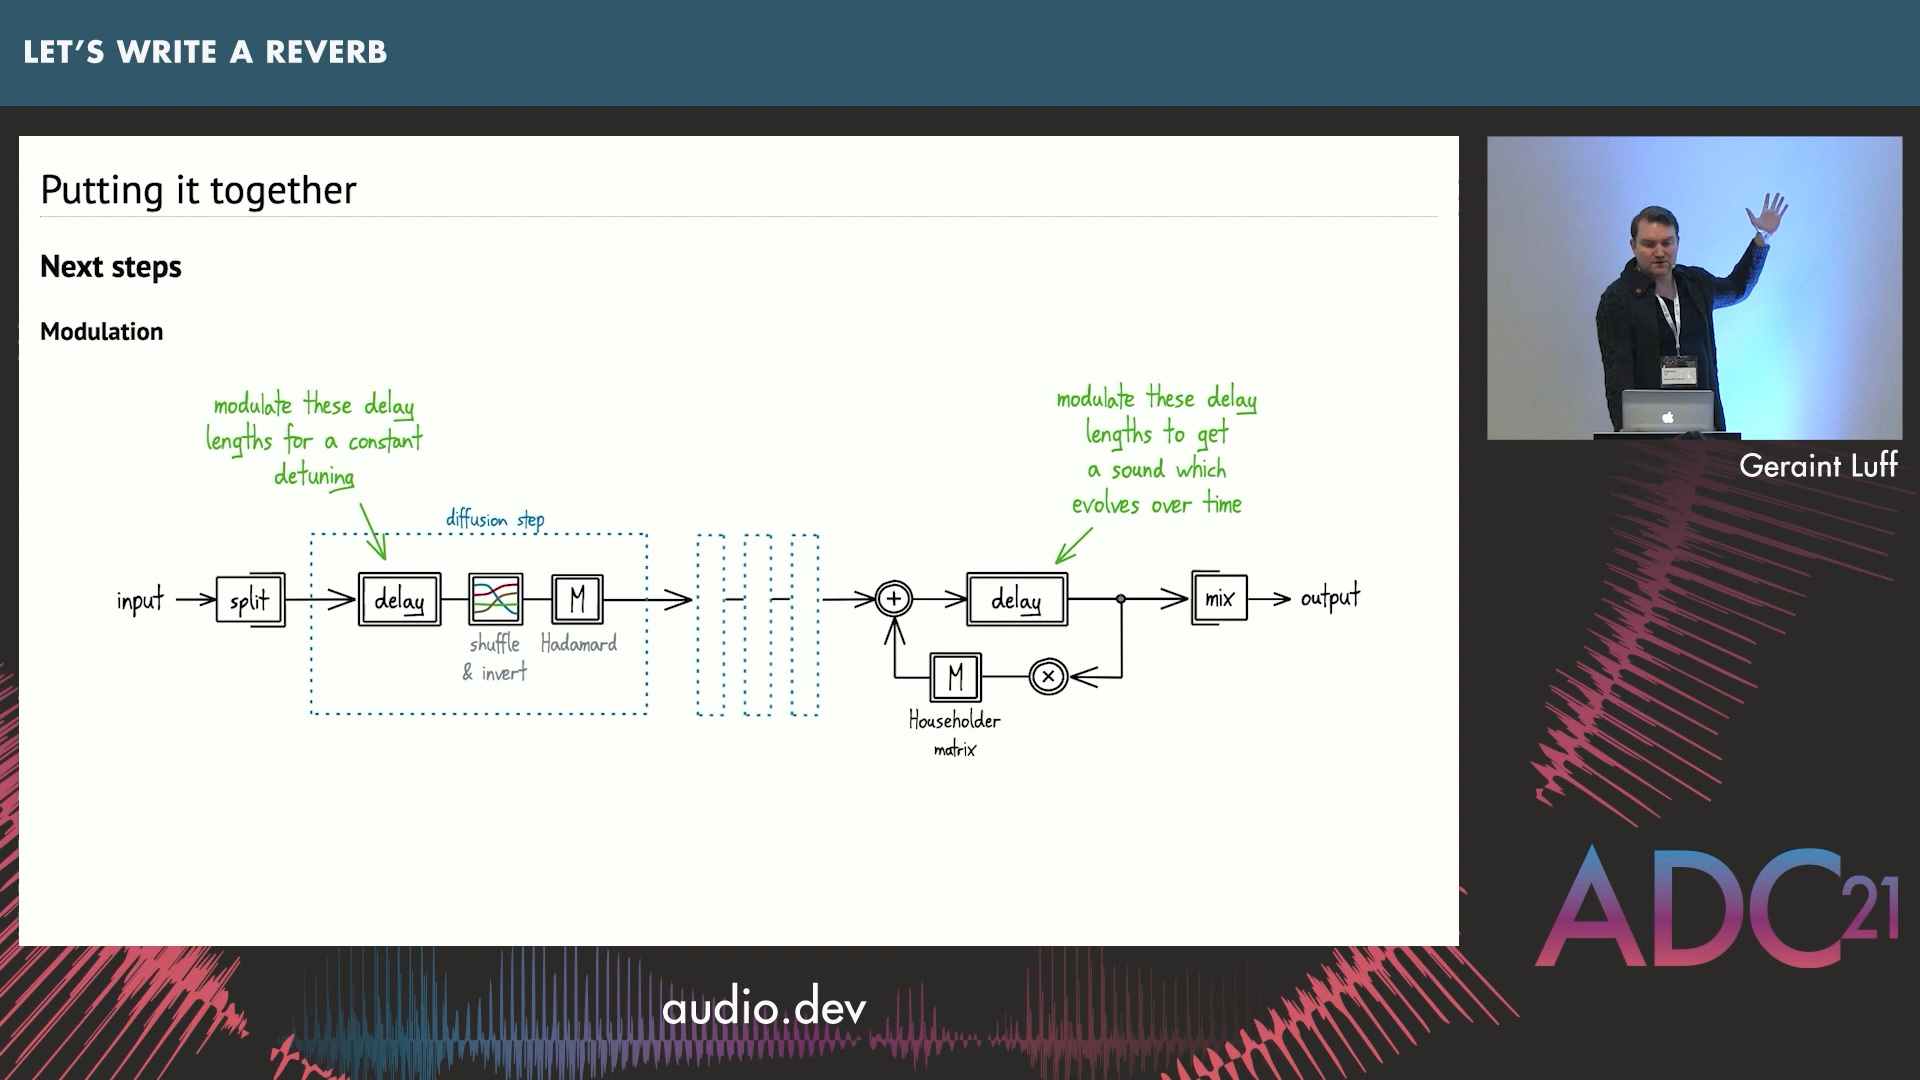 LET'S WRITE A REVERB
Putting it together
Next steps
Modulation
modulate these delay
lengths for a constant
detuning
modulate these delay
lengths to get
a sound which
evolves over time
diffusion step
input
split
delay
shuffle
& invert
M
Hadamard
+
delay
mix
output
M
×
Householder
matrix
Geraint Luff
ADC21
audio.dev